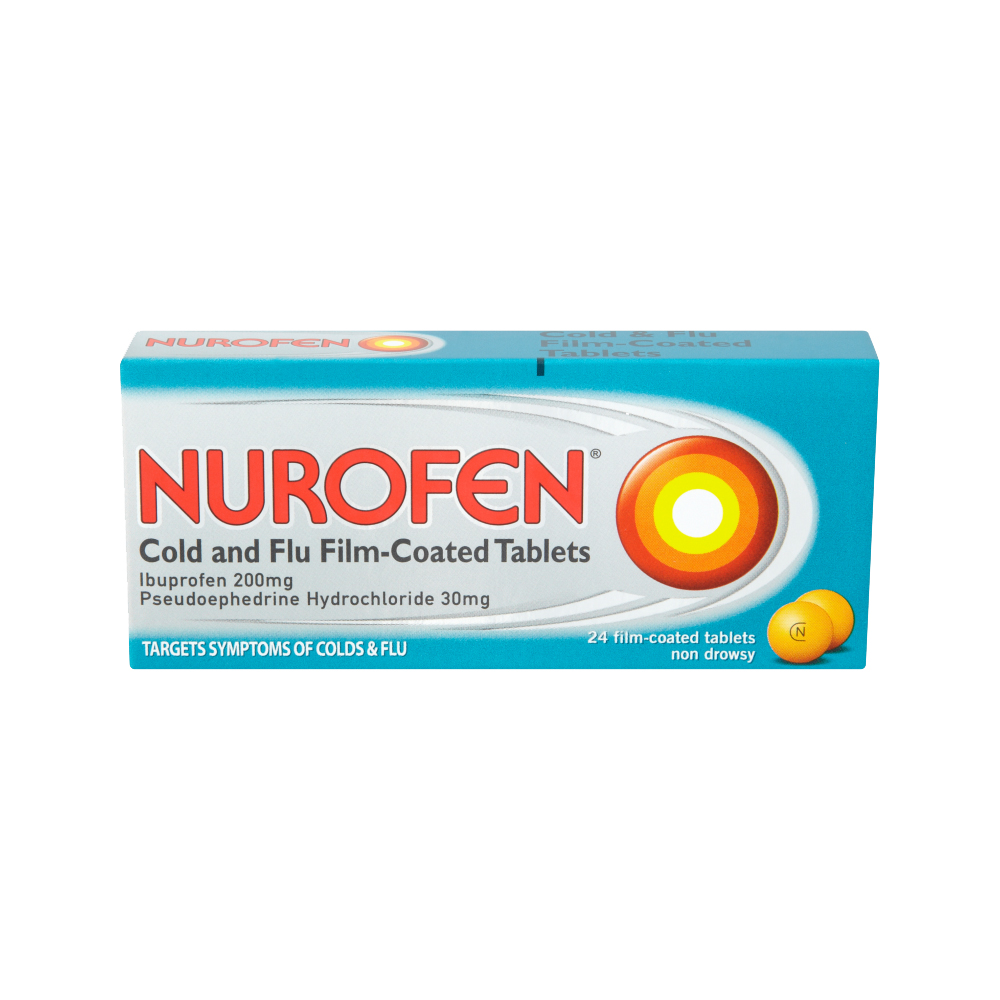 NUROFEN
Cold & Flu
Film-Coated
Tablets
NUROFEN®
Cold and Flu Film-Coated Tablets
Ibuprofen 200mg
Pseudoephedrine Hydrochloride 30mg
TARGETS SYMPTOMS OF COLDS & FLU
24 film-coated tablets
non drowsy
N